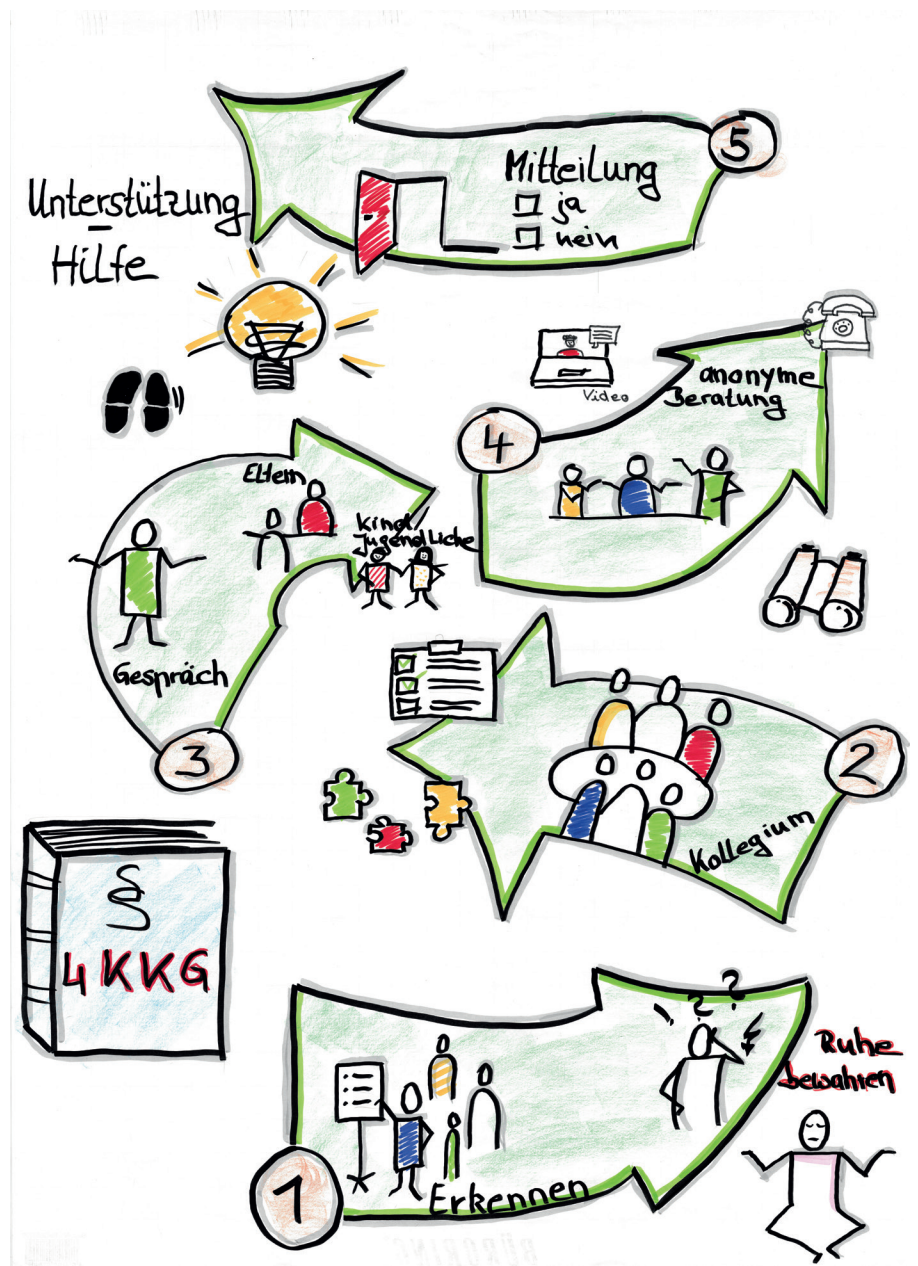 5
Mitteilung
ja
nein
Unterstützung
-
Hilfe
Video
anonyme
Beratung
4
Eltern
Kind
Jugendliche
Gespräch
3
2
Kollegium
§
4 KKG
? ?
Ruhe
bewahren
1
Erkennen